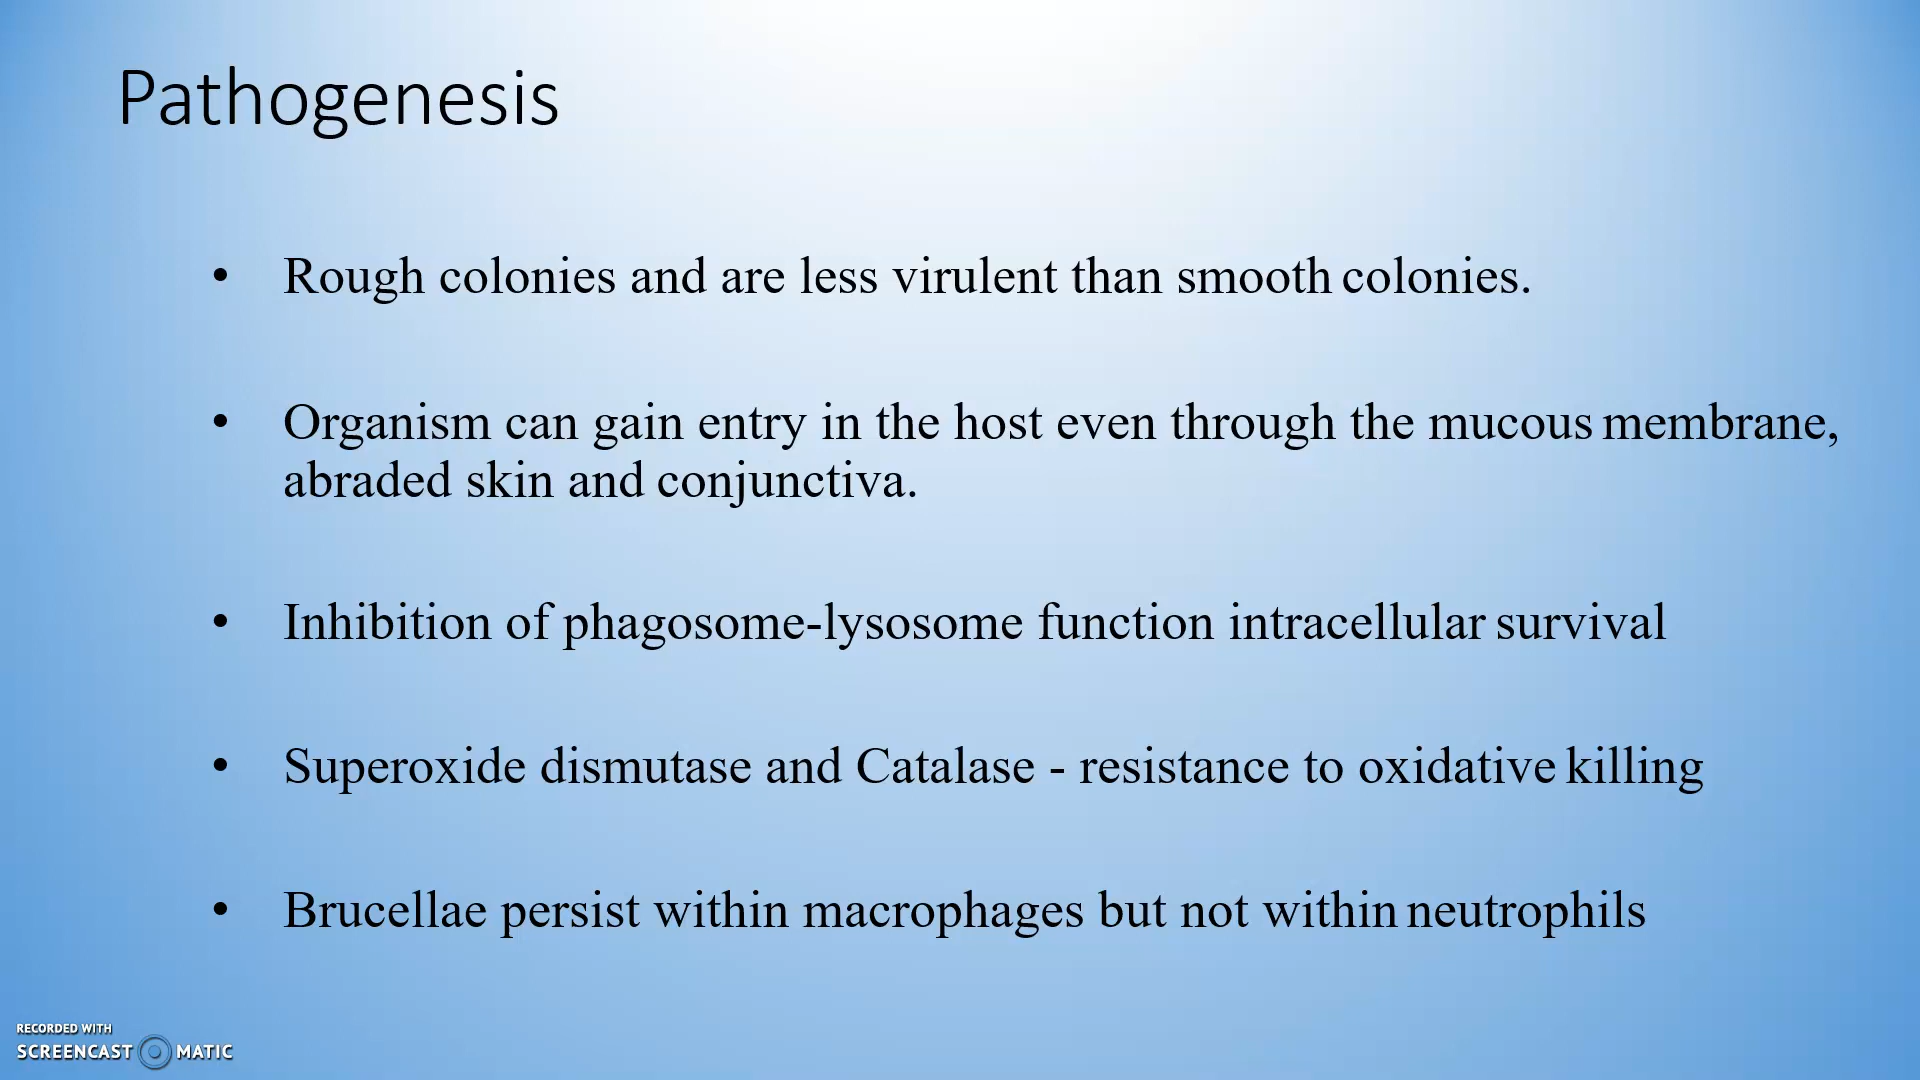 Pathogenesis
• Rough colonies and are less virulent than smooth colonies.
• Organism can gain entry in the host even through the mucous membrane,
abraded skin and conjunctiva.
• Inhibition of phagosome-lysosome function intracellular survival
• Superoxide dismutase and Catalase - resistance to oxidative killing
• Brucellae persist within macrophages but not within neutrophils
RECORDED WITH
SCREENCAST MATIC